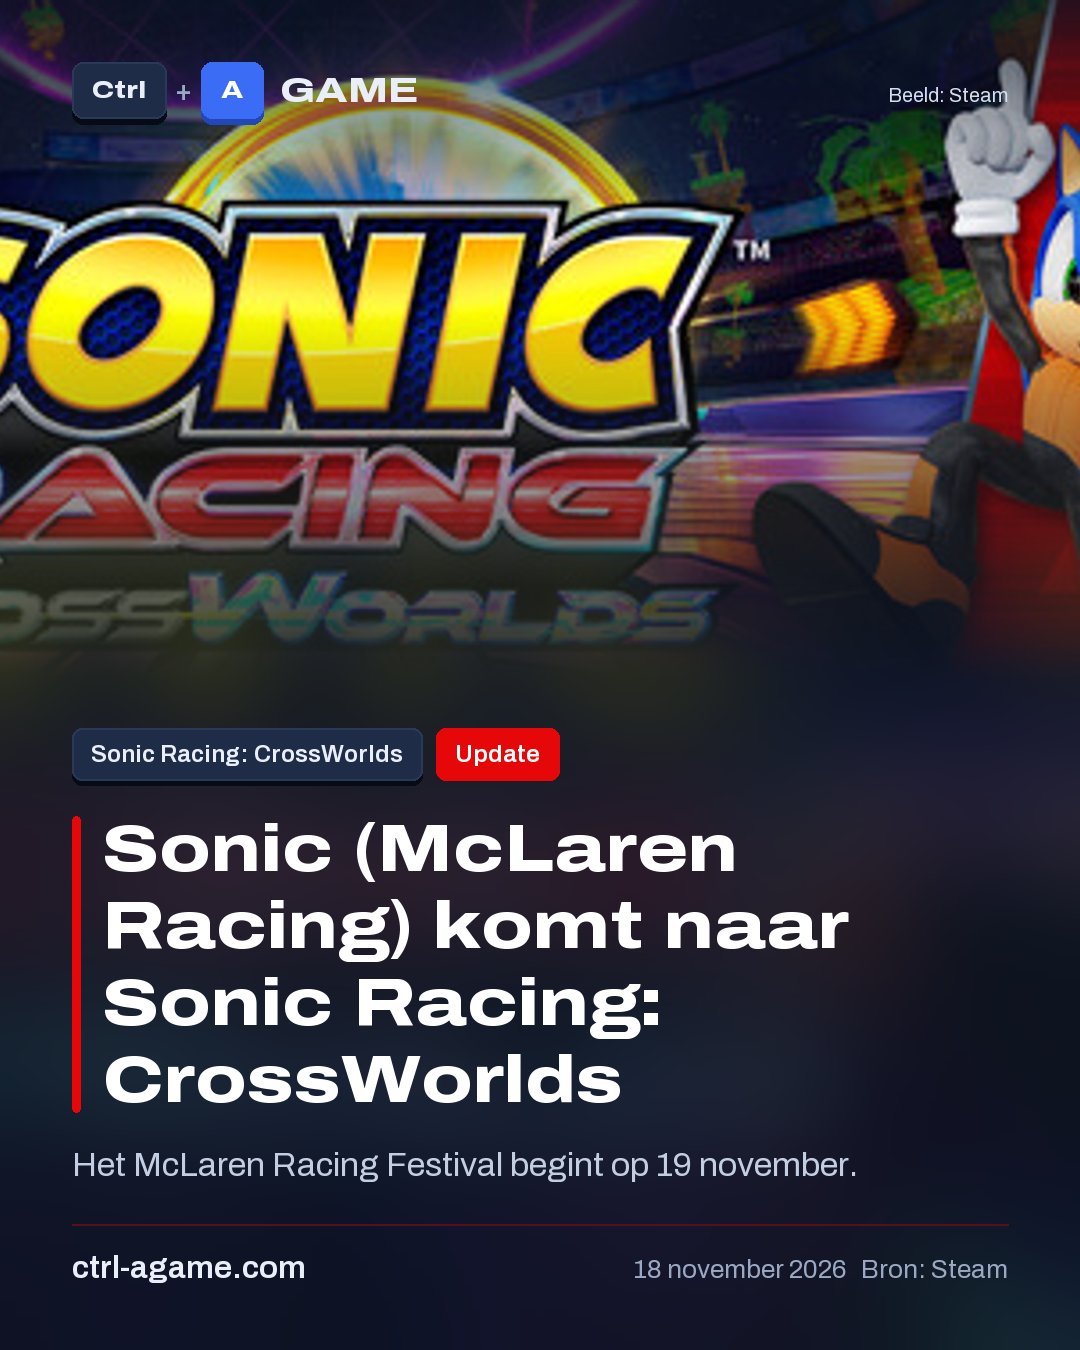 Ctrl + A GAME
Beeld: Steam
SONIC ™
RACING
CROSSWORLDS
Sonic Racing: CrossWorlds
Update
Sonic (McLaren
Racing) komt naar
Sonic Racing:
CrossWorlds
Het McLaren Racing Festival begint op 19 november.
ctrl-agame.com
18 november 2026 Bron: Steam